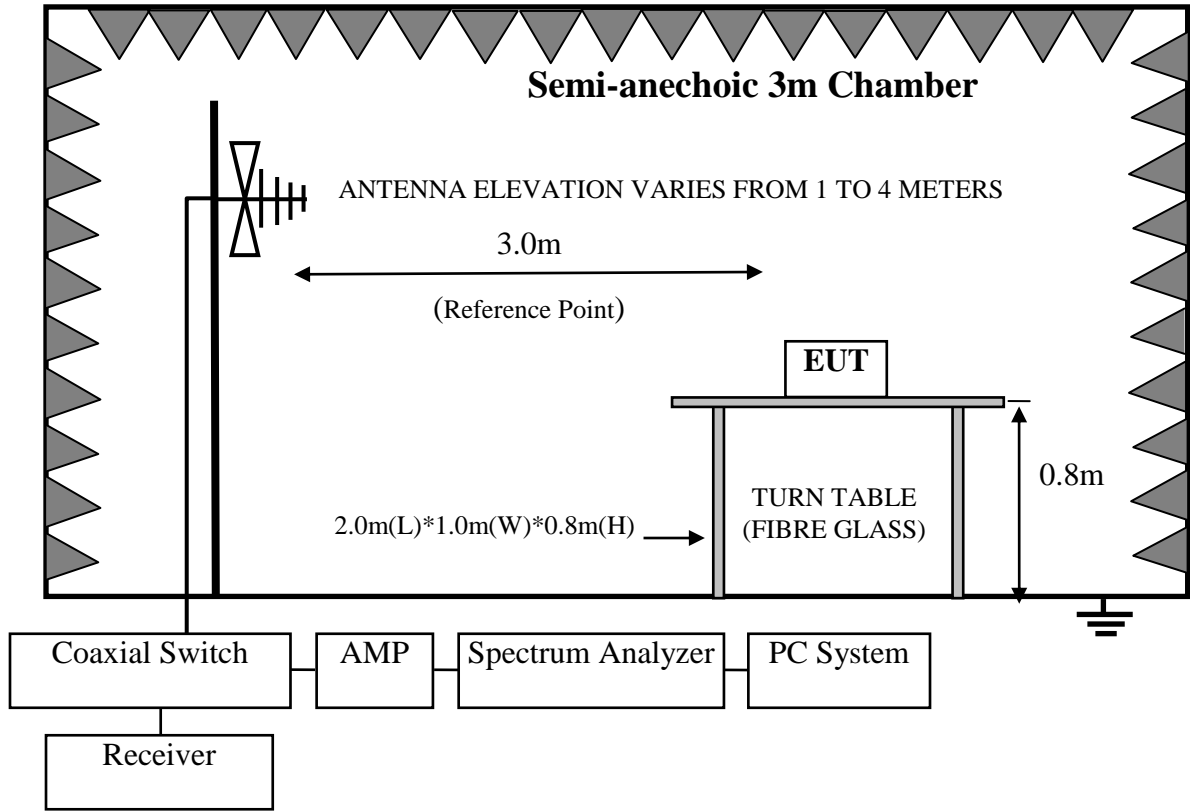 Semi-anechoic 3m Chamber
ANTENNA ELEVATION VARIES FROM 1 TO 4 METERS
3.0m
(Reference Point)
EUT
0.8m
TURN TABLE
(FIBRE GLASS)
2.0m(L)*1.0m(W)*0.8m(H)
Coaxial Switch
AMP
Spectrum Analyzer
PC System
Receiver